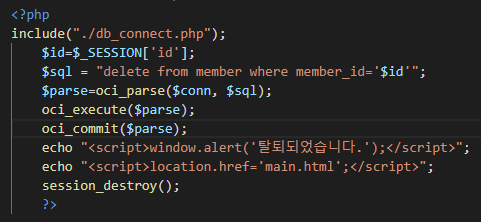 <?php
include("./db_connect.php");
    $id=$_SESSION['id'];
    $sql = "delete from member where member_id='$id'";
    $parse=oci_parse($conn, $sql);
    oci_execute($parse);
    oci_commit($parse);
    echo "<script>window.alert('탈퇴되었습니다.');</script>";
    echo "<script>location.href='main.html';</script>";
    session_destroy();
    ?>